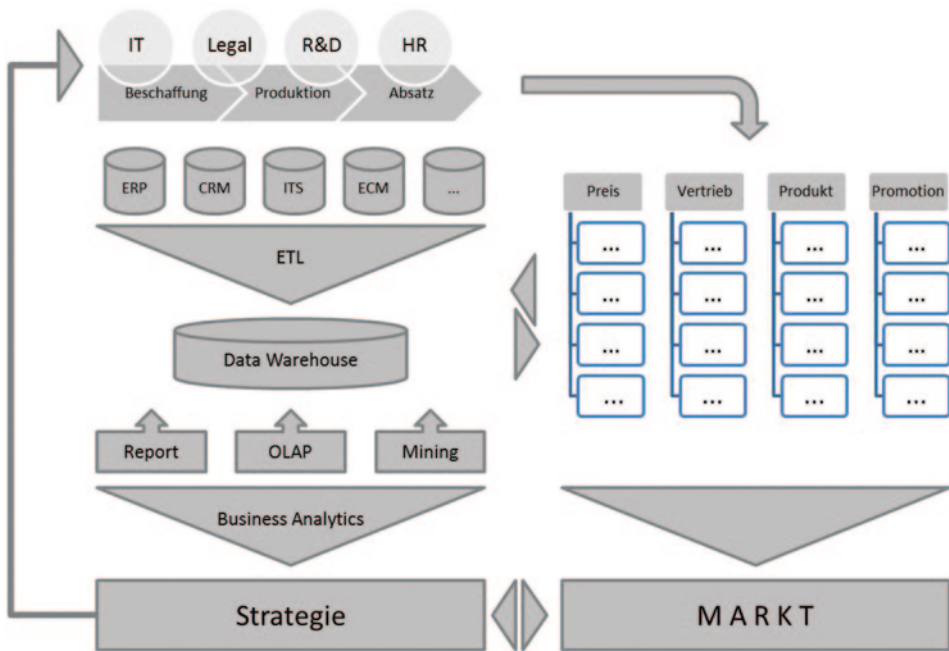 IT Legal R&D HR
Beschaffung Produktion Absatz
ERP CRM ITS ECM ...
ETL
Data Warehouse
Report OLAP Mining
Business Analytics
Strategie
Preis Vertrieb Produkt Promotion
... ... ... ...
... ... ... ...
... ... ... ...
... ... ... ...
MARKT